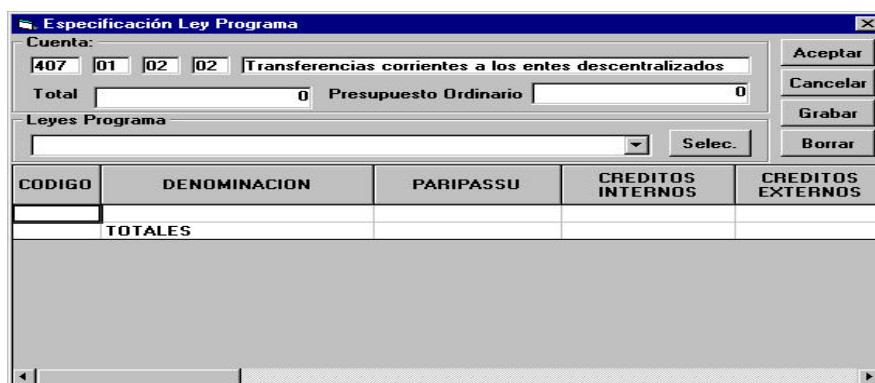 Especificación Ley Programa
Cuenta:
407 01 02 02 Transferencias corrientes a los entes descentralizados
Total 0 Presupuesto Ordinario 0
Aceptar
Cancelar
Grabar
Borrar
Leyes Programa
Selec.
CODIGO DENOMINACION PARIPASSU CREDITOS INTERNOS CREDITOS EXTERNOS
TOTALES